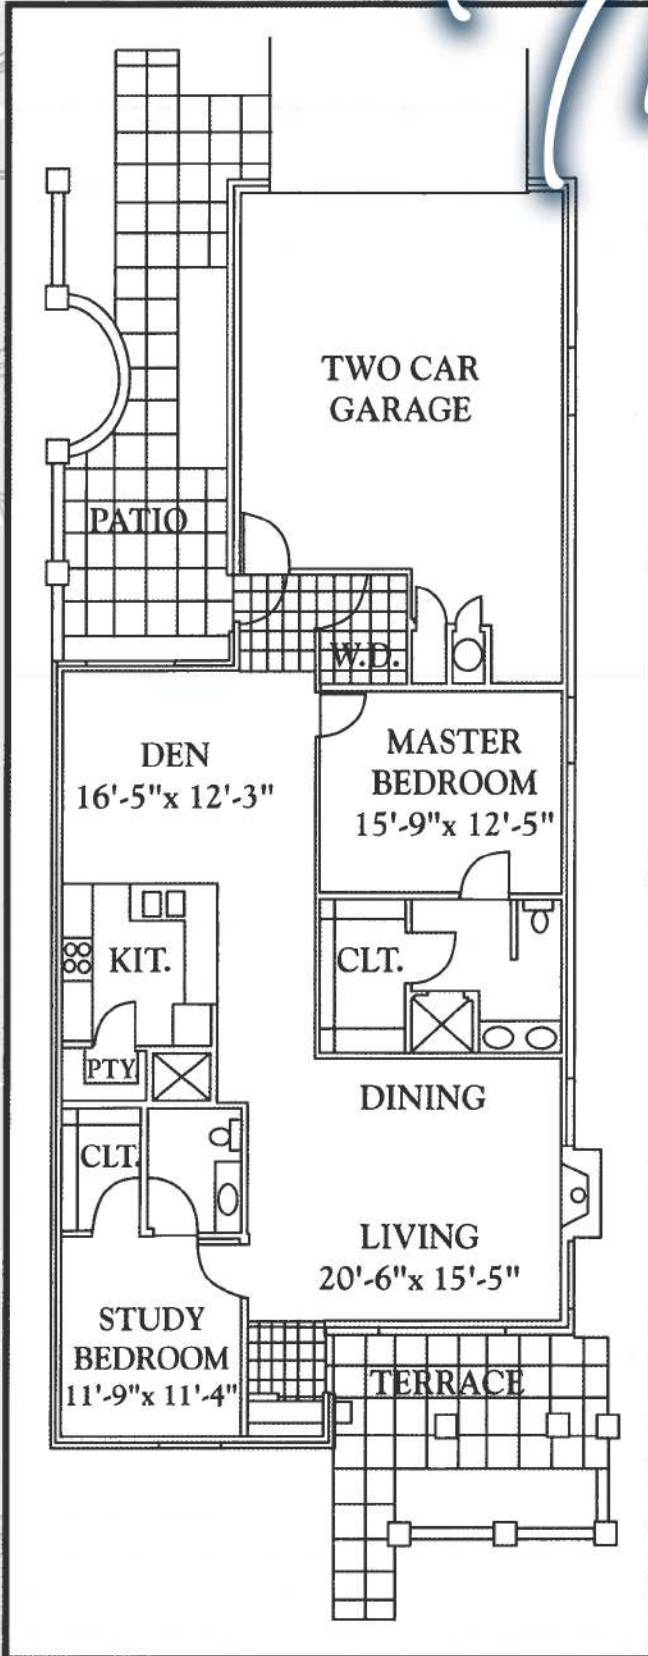 TWO CAR
GARAGE
PATIO
W.D.
DEN
16'-5"x 12'-3"
MASTER
BEDROOM
15'-9"x 12'-5"
KIT.
CLT.
PTY
DINING
CLT.
LIVING
20'-6"x 15'-5"
STUDY
BEDROOM
11'-9"x 11'-4"
TERRACE